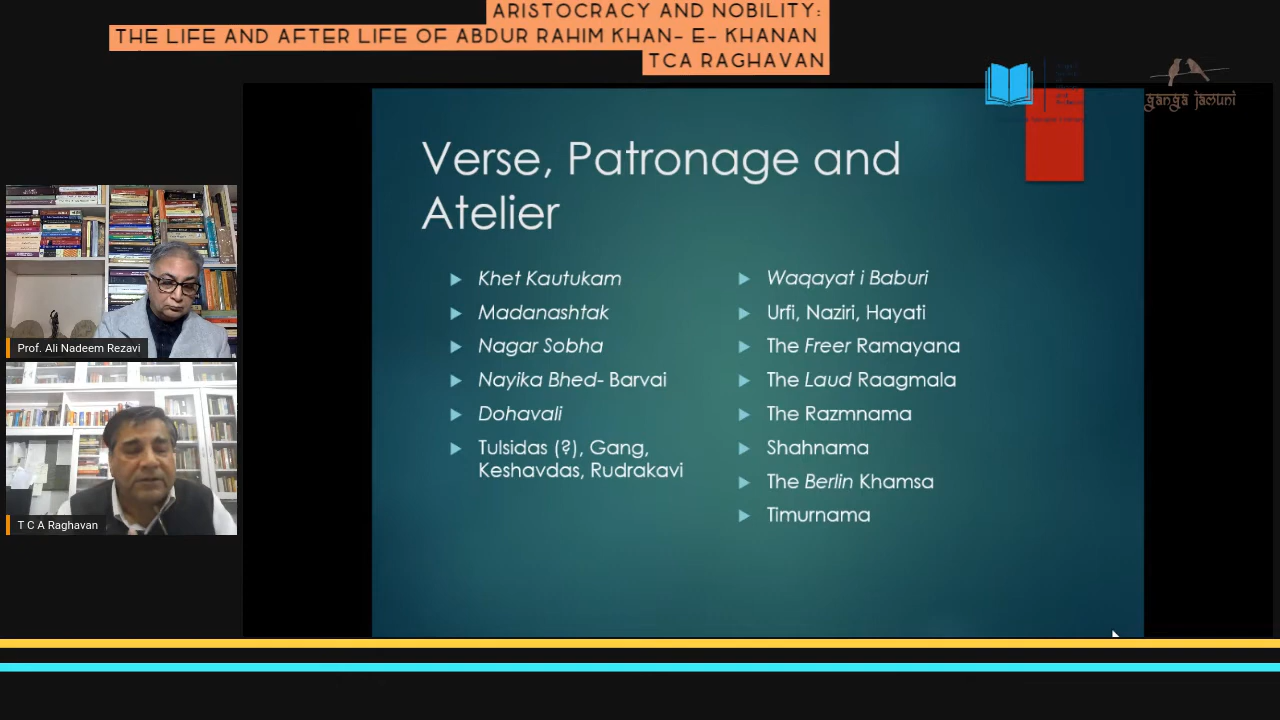 ARISTOCRACY AND NOBILITY:
THE LIFE AND AFTER LIFE OF ABDUR RAHIM KHAN- E- KHANAN
TCA RAGHAVAN
ganga jamuni
Verse, Patronage and
Atelier
Khet Kautukam
Madanashtak
Nagar Sobha
Nayika Bhed- Barvai
Dohavali
Tulsidas (?), Gang,
Keshavdas, Rudrakavi
Waqayat i Baburi
Urfi, Naziri, Hayati
The Freer Ramayana
The Laud Raagmala
The Razmnama
Shahnama
The Berlin Khamsa
Timurnama
Prof. Ali Nadeem Rezavi
T C A Raghavan